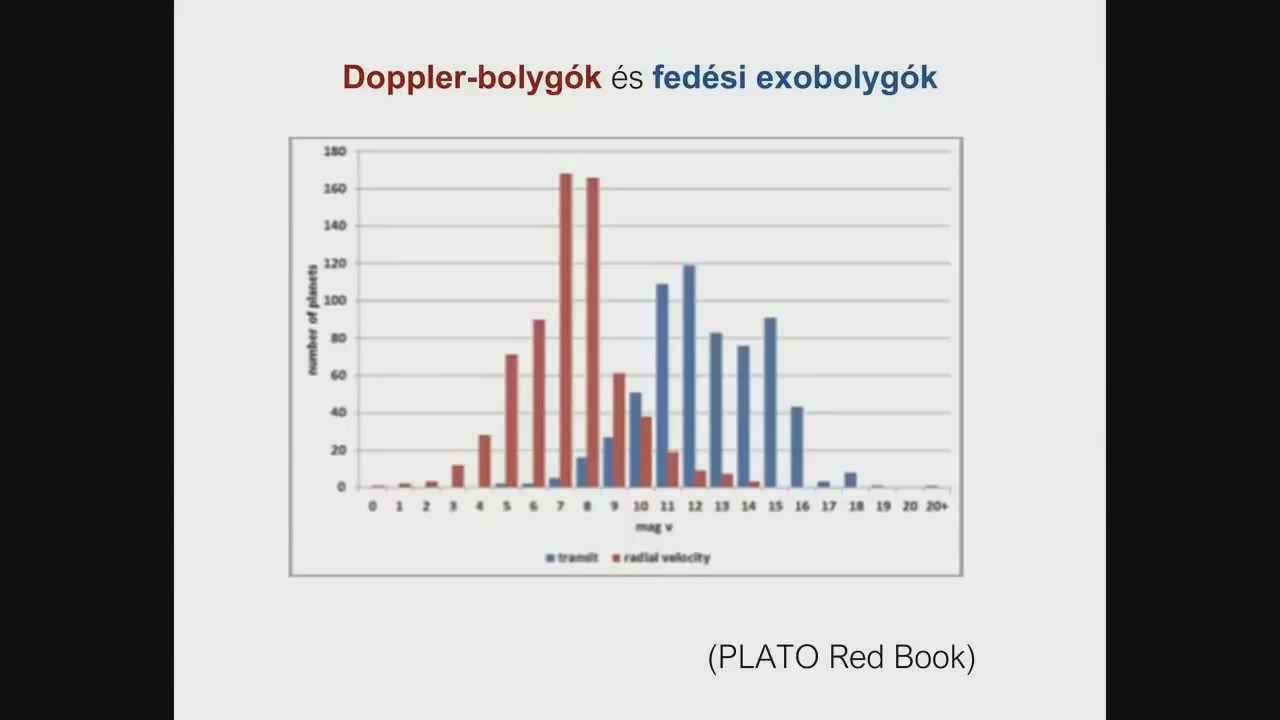 Doppler-bolygók és fedési exobolygók
180
160
140
120
100
80
60
40
20
0
number of planets
0 1 2 3 4 5 6 7 8 9 10 11 12 13 14 15 16 17 18 19 20 20+
mag v
transit radial velocity
(PLATO Red Book)